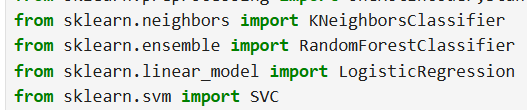 from sklearn.neighbors import KNeighborsClassifier
from sklearn.ensemble import RandomForestClassifier
from sklearn.linear_model import LogisticRegression
from sklearn.svm import SVC